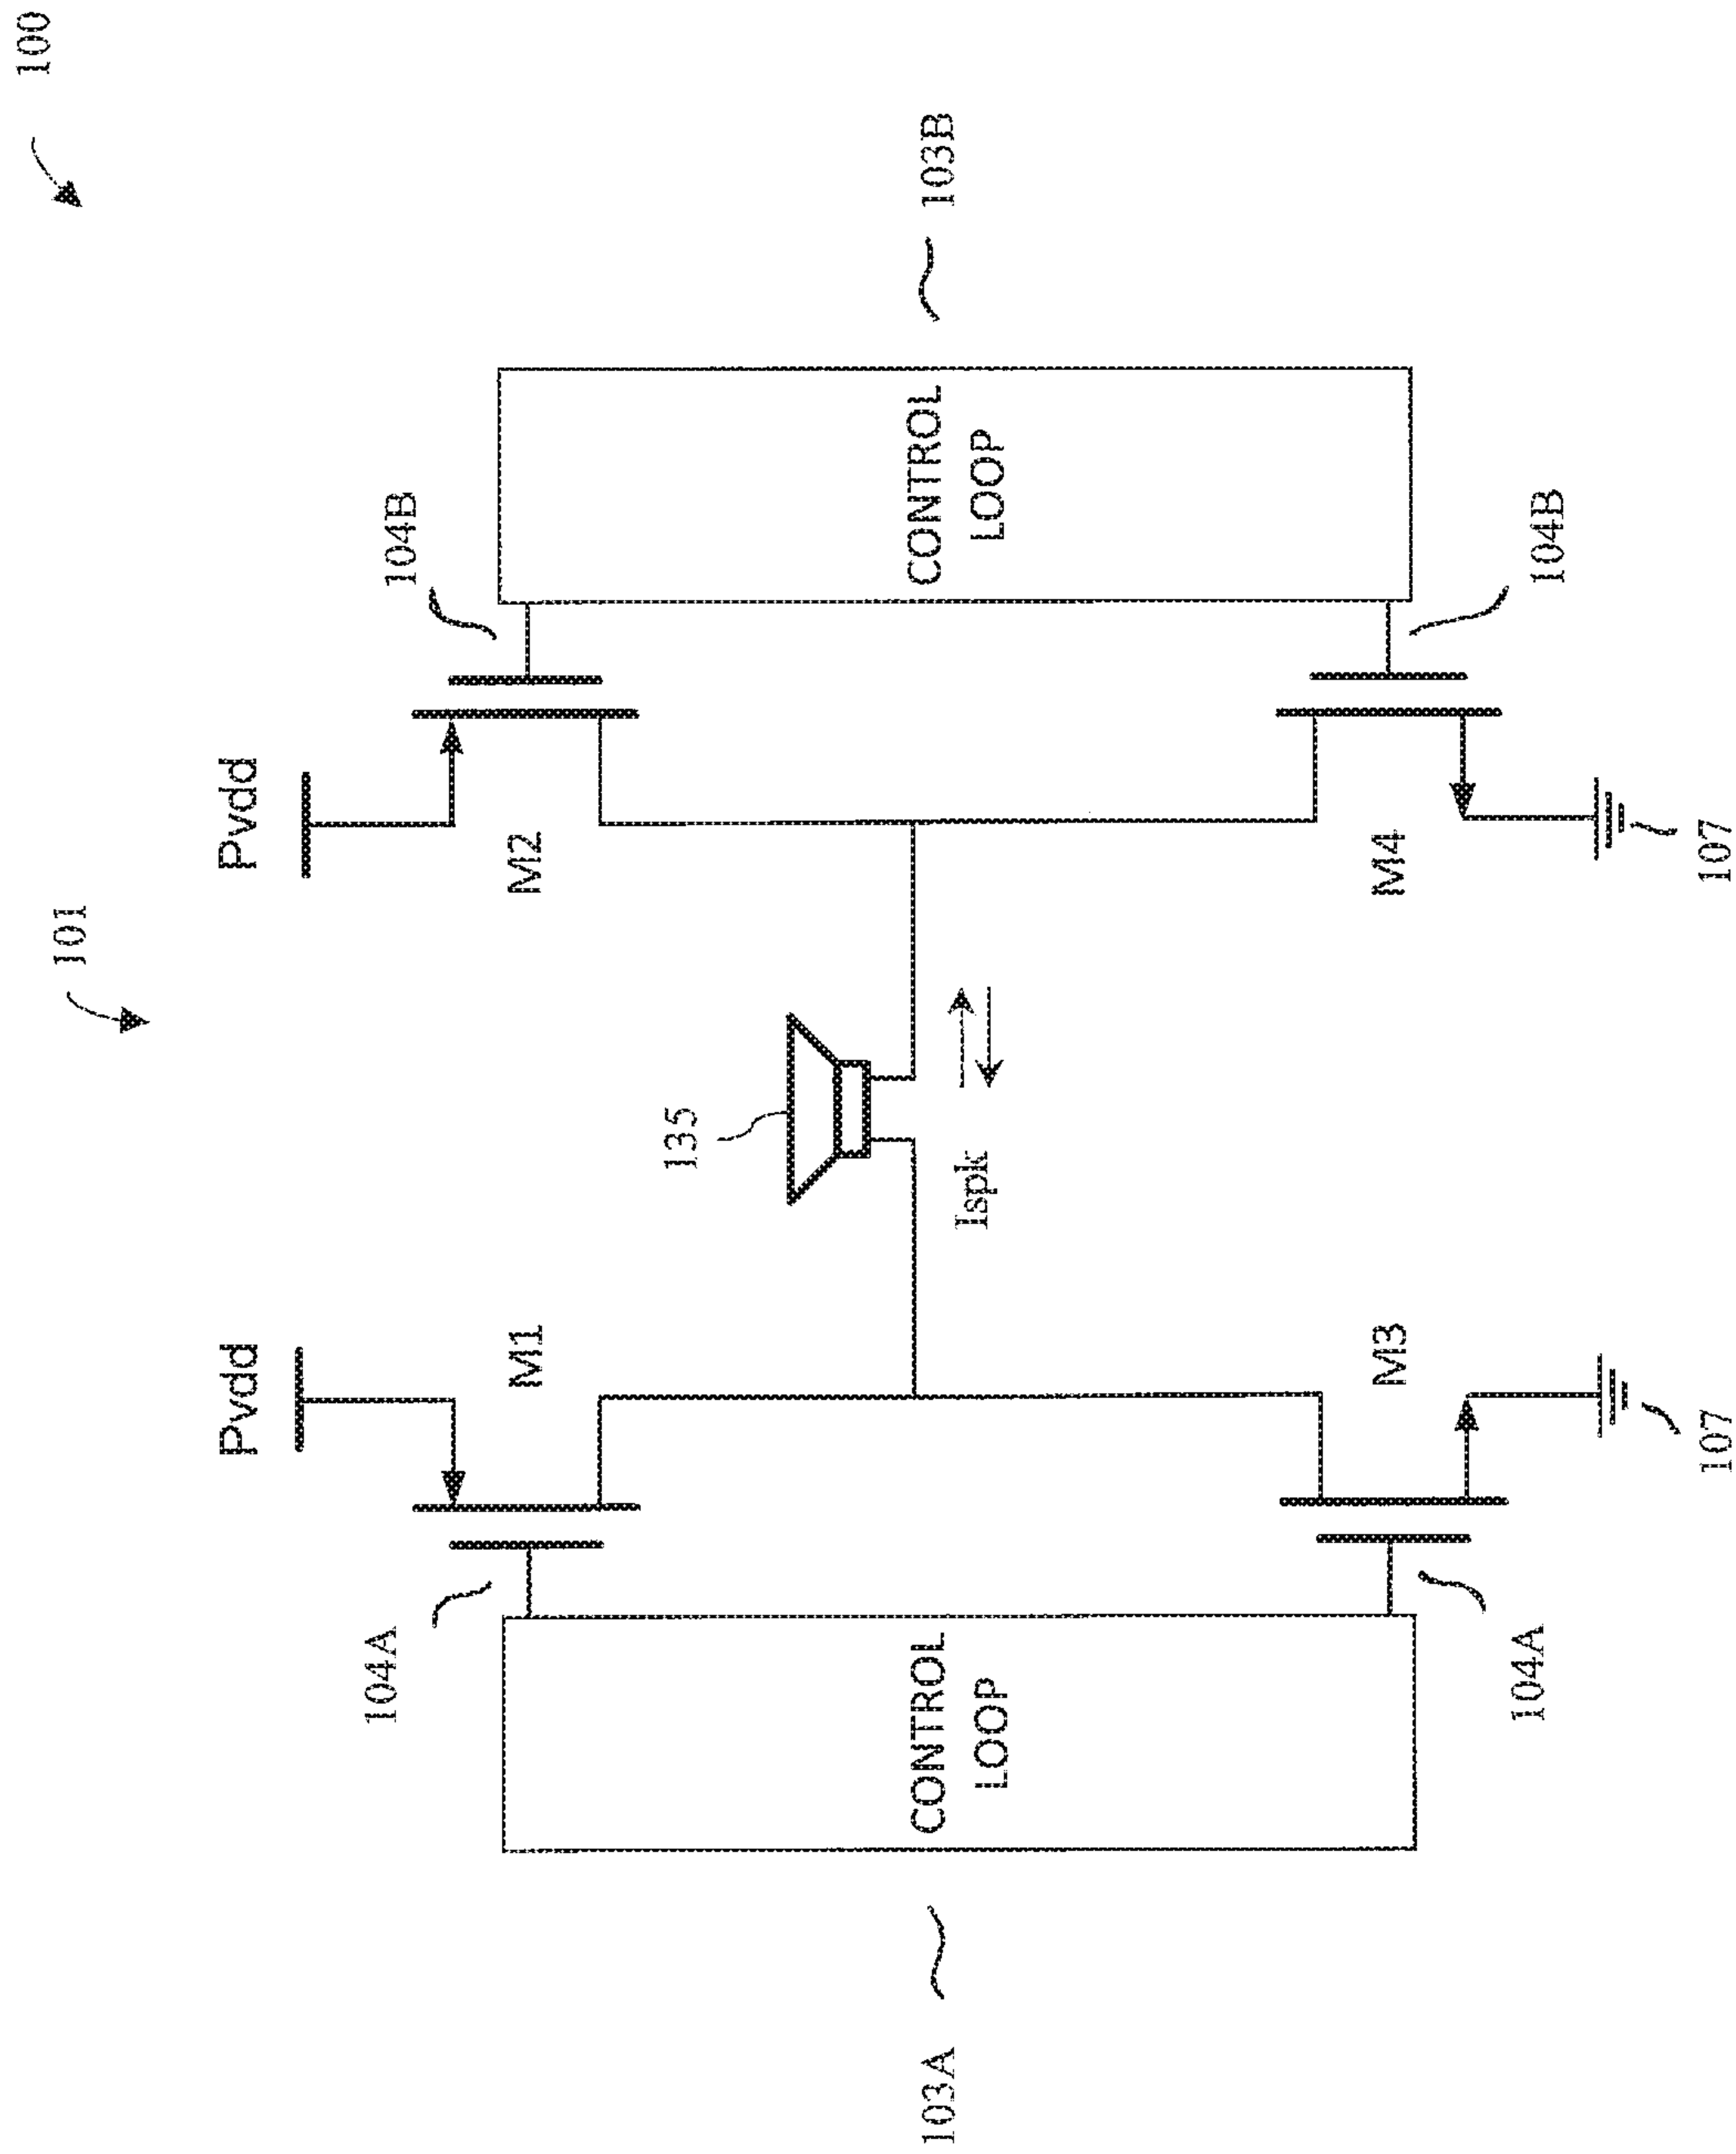 100
101
Pvdd
Pvdd
104A
M1
M2
104B
135
103A
CONTROL
LOOP
Ispk
CONTROL
LOOP
103B
104A
M3
M4
104B
107
107